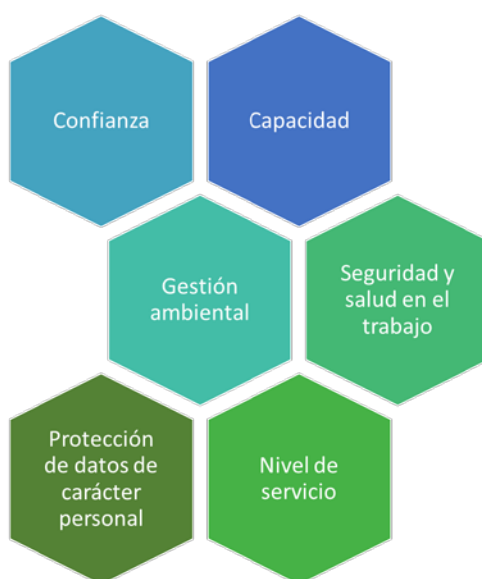 Confianza
Capacidad
Gestión
ambiental
Seguridad y
salud en el
trabajo
Protección
de datos de
carácter
personal
Nivel de
servicio